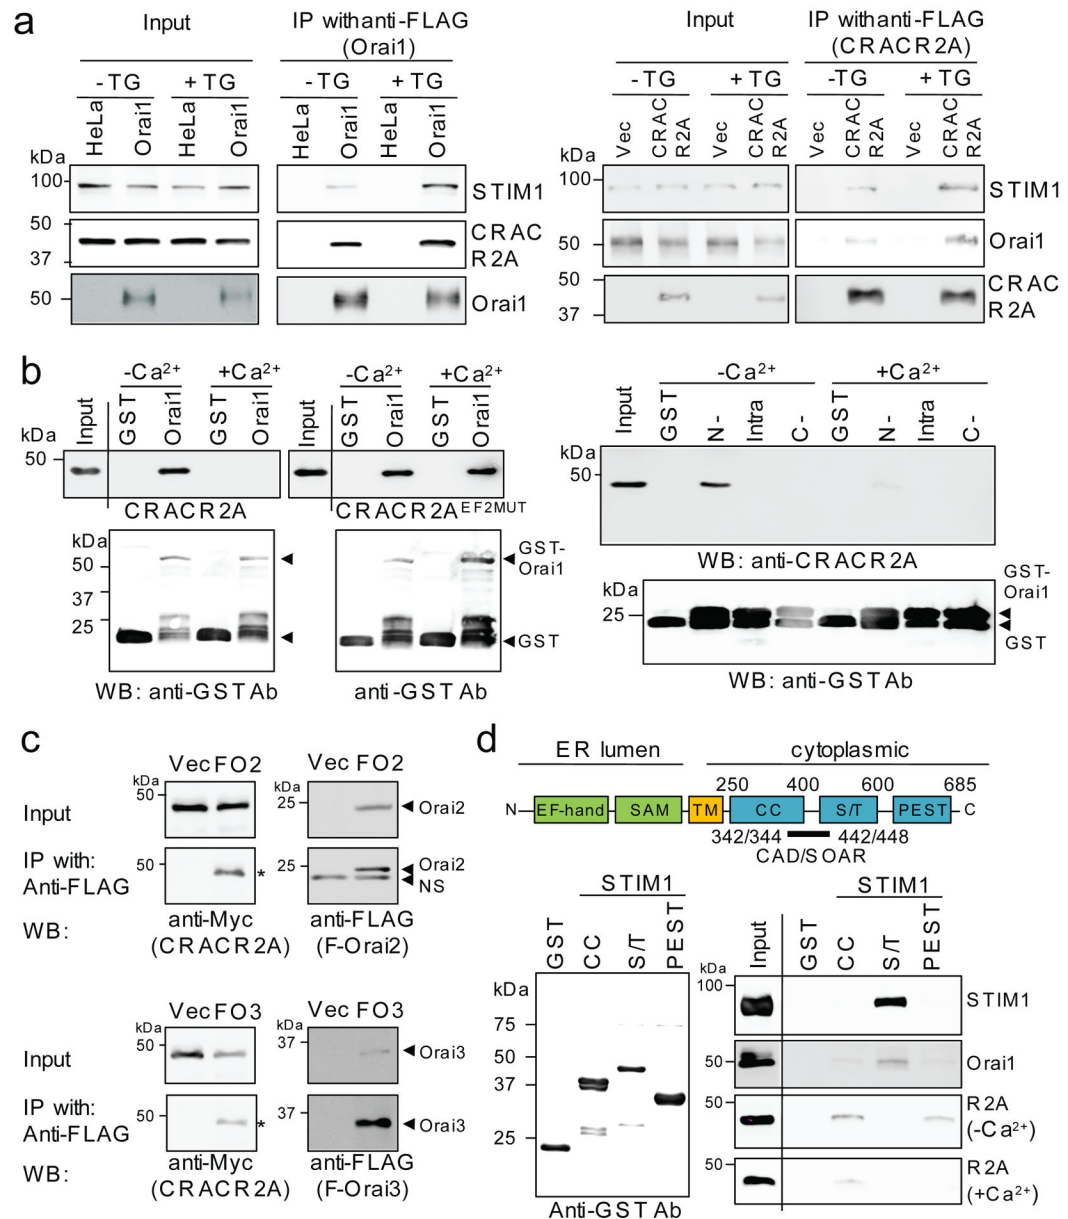 a
Input
IP with anti-FLAG
(Orai1)
- TG
+ TG
- TG
+ TG
HeLa
Orai1
HeLa
Orai1
HeLa
Orai1
HeLa
Orai1
kDa
100
STIM1
50
37
CRAC
R2A
50
Orai1
Input
IP with anti-FLAG
(CRACR2A)
- TG
+ TG
-TG
+ TG
Vec
CRAC
R2A
Vec
CRAC
R2A
Vec
CRAC
R2A
Vec
CRAC
R2A
kDa
100
STIM1
50
Orai1
50
37
CRAC
R2A
b
-Ca2+
+Ca2+
-Ca2+
+Ca2+
Input
GST
Orai1
GST
Orai1
Input
GST
Orai1
GST
Orai1
kDa
50
CRACR2A
CRACR2A EF2MUT
kDa
50
37
25
GST-
Orai1
GST
WB: anti-GST Ab
anti-GST Ab
-Ca2+
+Ca2+
Input
GST
N-
Intra
C-
GST
N-
Intra
C-
kDa
50
WB: anti-CRACR2A
kDa
25
GST-
Orai1
GST
WB: anti-GST Ab
c
Vec FO2
Vec FO2
kDa
50
kDa
25
Input
Orai2
IP with:
Anti-FLAG
50
*
25
Orai2
NS
WB:
anti-Myc
(CRACR2A)
anti-FLAG
(F-Orai2)
Vec FO3
Vec FO3
kDa
50
kDa
37
Input
Orai3
IP with:
Anti-FLAG
50
*
37
Orai3
WB:
anti-Myc
(CRACR2A)
anti-FLAG
(F-Orai3)
d
ER lumen
cytoplasmic
250 400 600 685
N
EF-hand
SAM
TM
CC
S/T
PEST
C
342/344
442/448
CAD/SOAR
STIM1
GST
CC
S/T
PEST
kDa
75
50
37
25
Anti-GST Ab
STIM1
Input
GST
CC
S/T
PEST
kDa
100
STIM1
50
Orai1
50
R2A
(-Ca2+)
50
R2A
(+Ca2+)